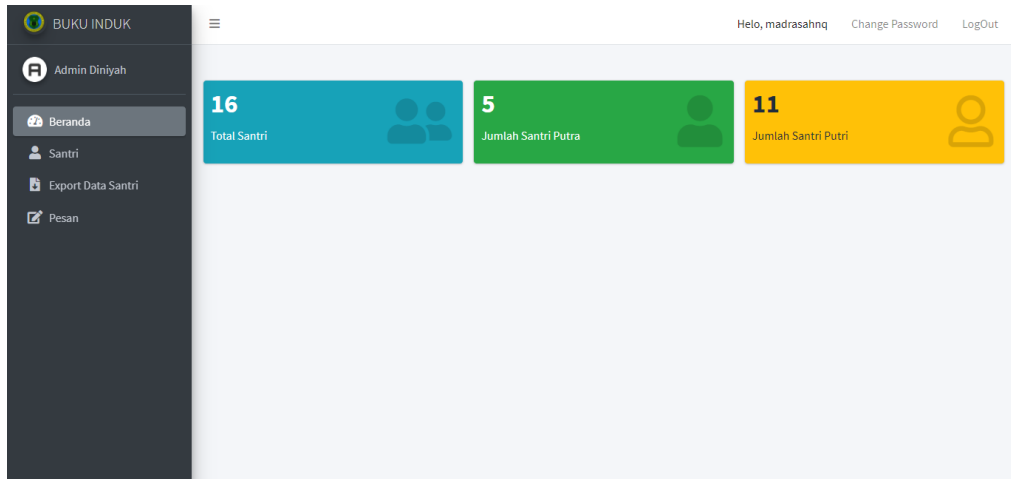 BUKU INDUK
Helo, madrasahnq Change Password LogOut
Admin Diniyah
Beranda
Santri
Export Data Santri
Pesan
16
Total Santri
5
Jumlah Santri Putra
11
Jumlah Santri Putri